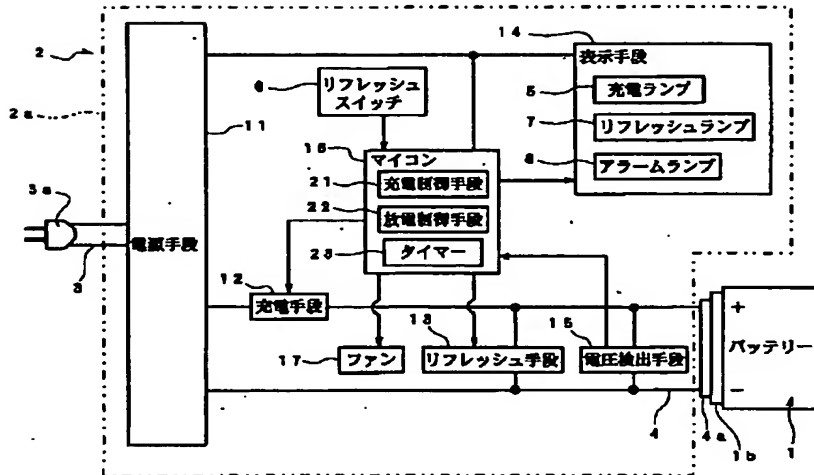 14
2
表示手段
6
リフレッシュ
スイッチ
5
充電ランプ
2a
11
7
リフレッシュランプ
16
マイコン
8
アラームランプ
21
充電制御手段
3a
22
放電制御手段
電源手段
23
タイマー
3
12
充電手段
13
15
+
バッテリー
17
ファン
リフレッシュ手段
電圧検出手段
−
4
4a
1b
1